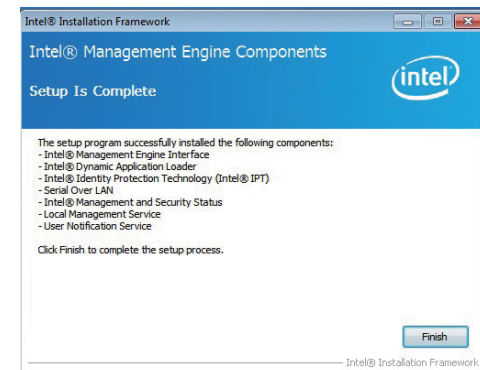 Intel® Installation Framework
Intel® Management Engine Components
Setup Is Complete
intel
The setup program successfully installed the following components:
- Intel® Management Engine Interface
- Intel® Dynamic Application Loader
- Intel® Identity Protection Technology (Intel® IPT)
- Serial Over LAN
- Intel® Management and Security Status
- Local Management Service
- User Notification Service
Click Finish to complete the setup process.
Finish
Intel® Installation Framework